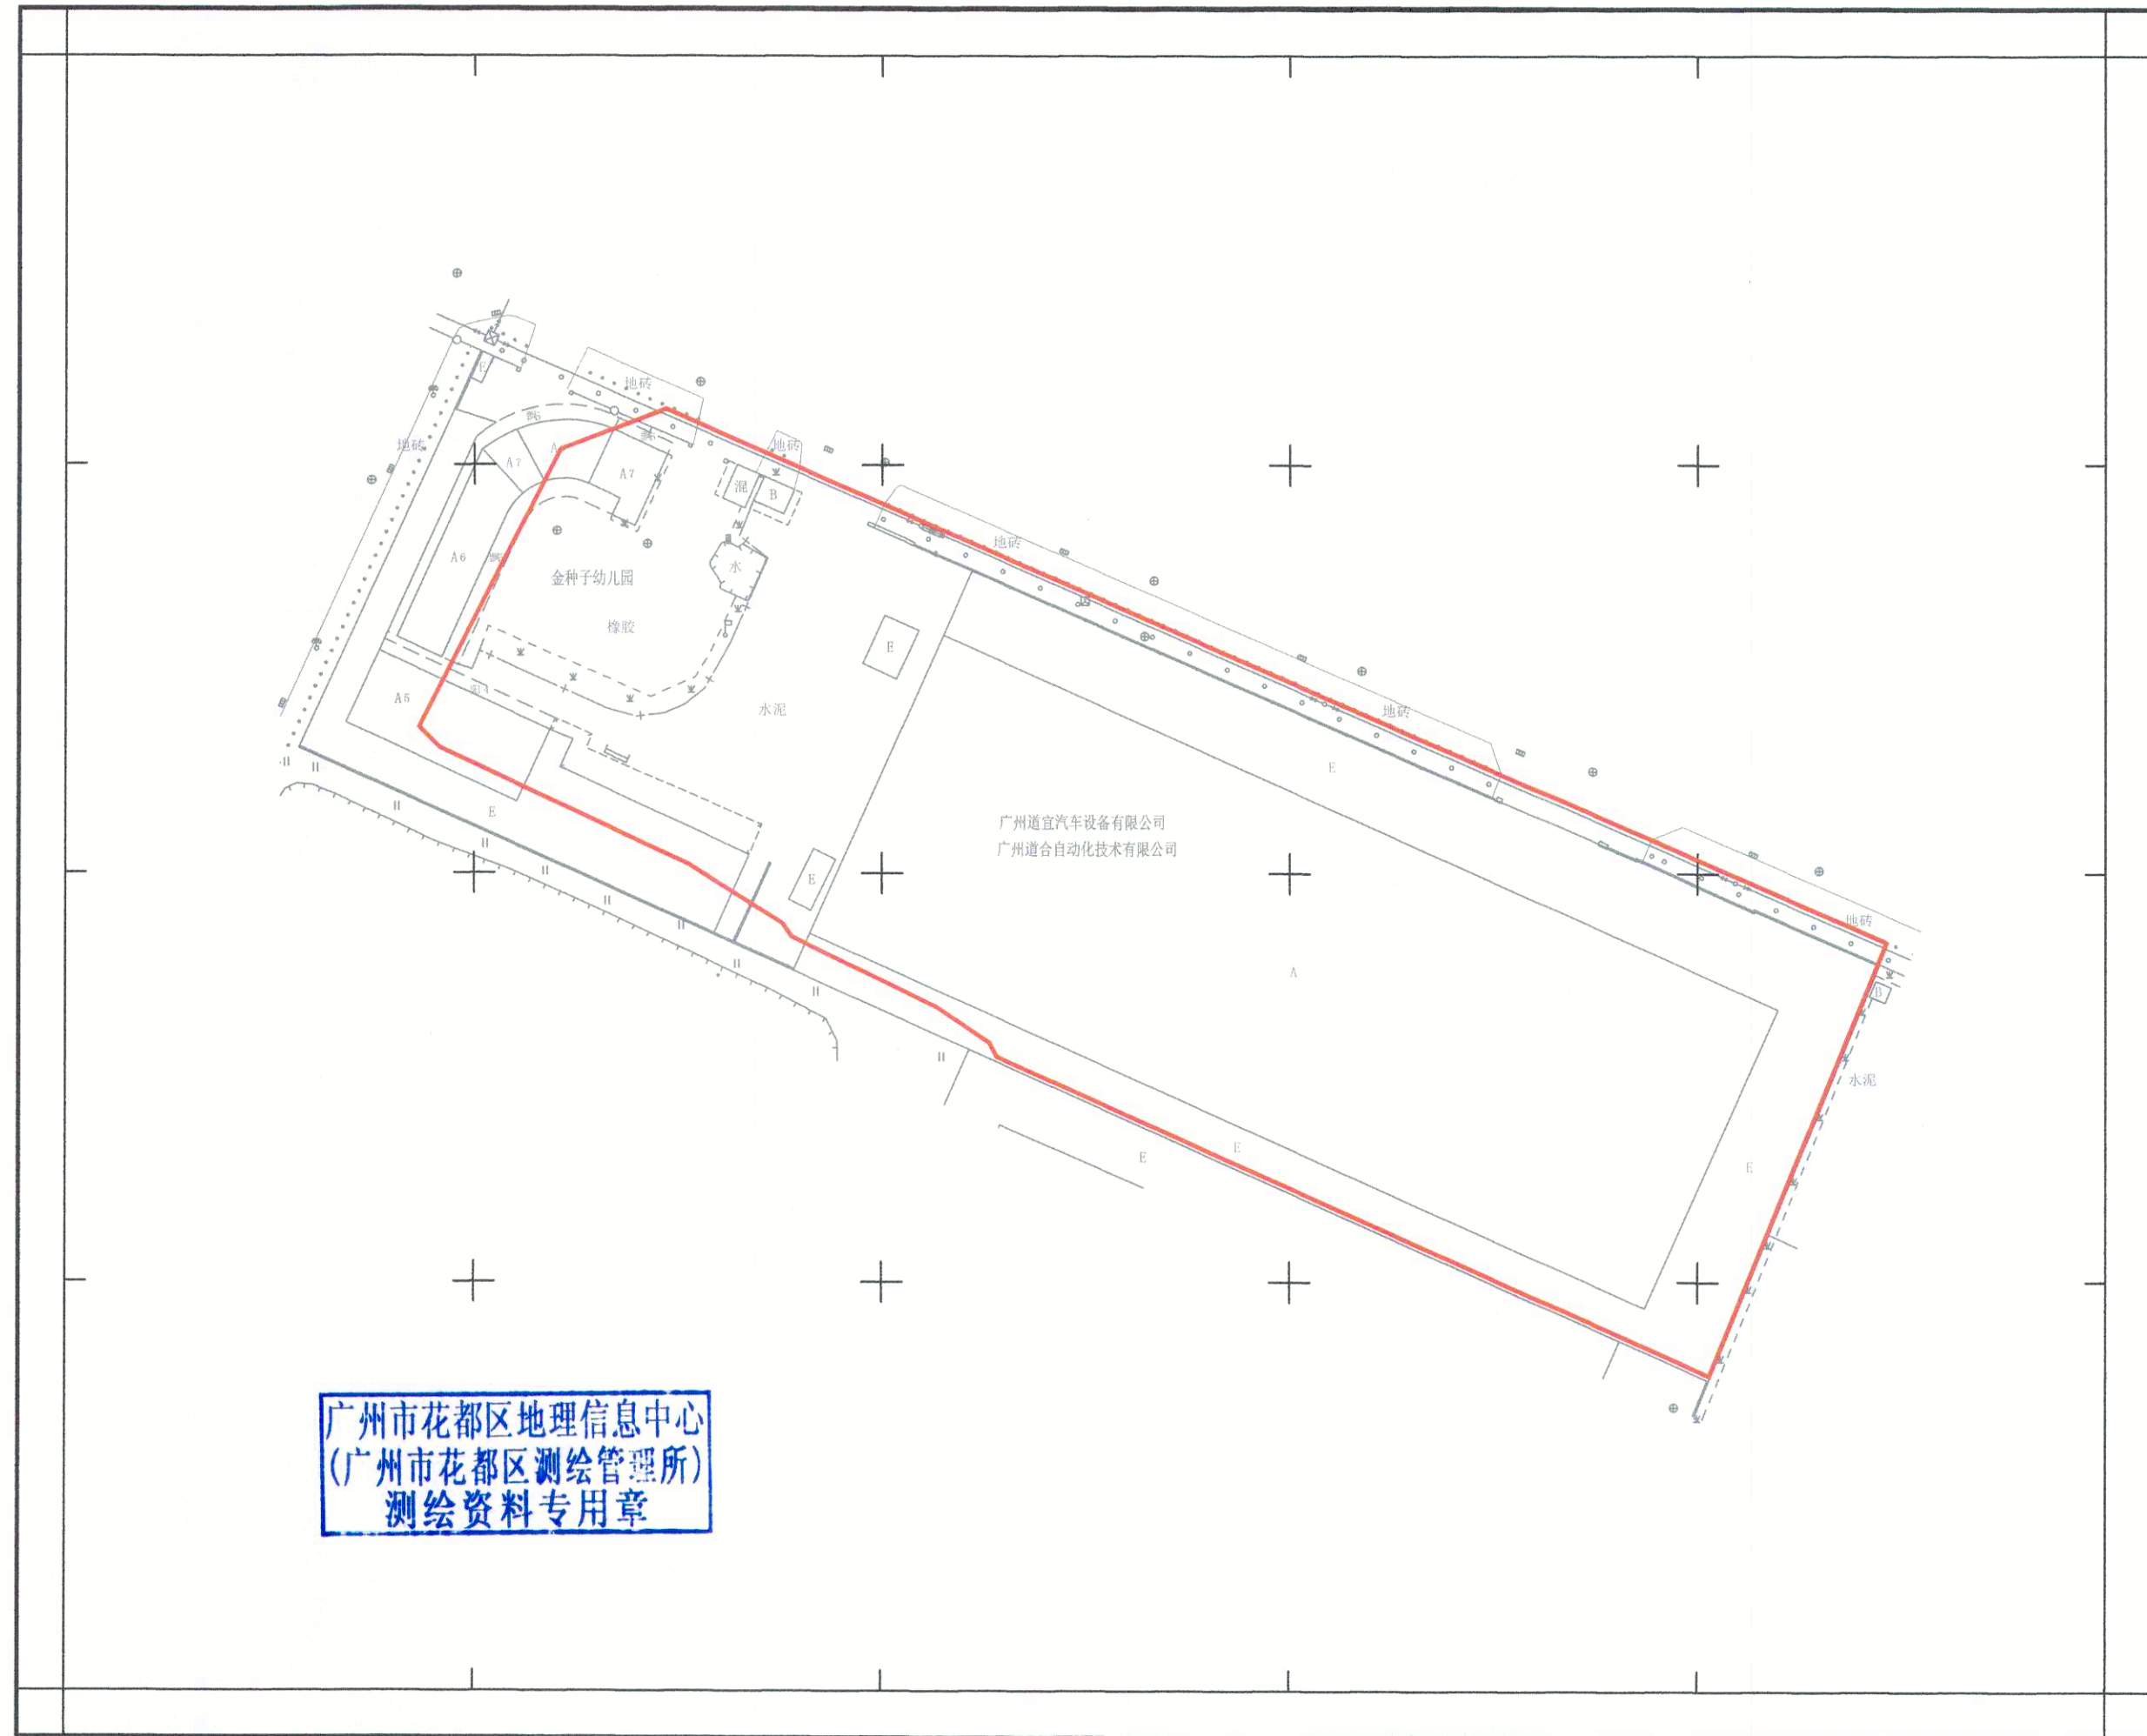 E
地砖
地砖
地砖
A7
A7
混
B
A6
水
地砖
金种子幼儿园
橡胶
E
A5
水泥
地砖
E
E
广州道宜汽车设备有限公司
广州道合自动化技术有限公司
E
地砖
A
B
水泥
E
E
E
广州市花都区地理信息中心
(广州市花都区测绘管理所)
测绘资料专用章